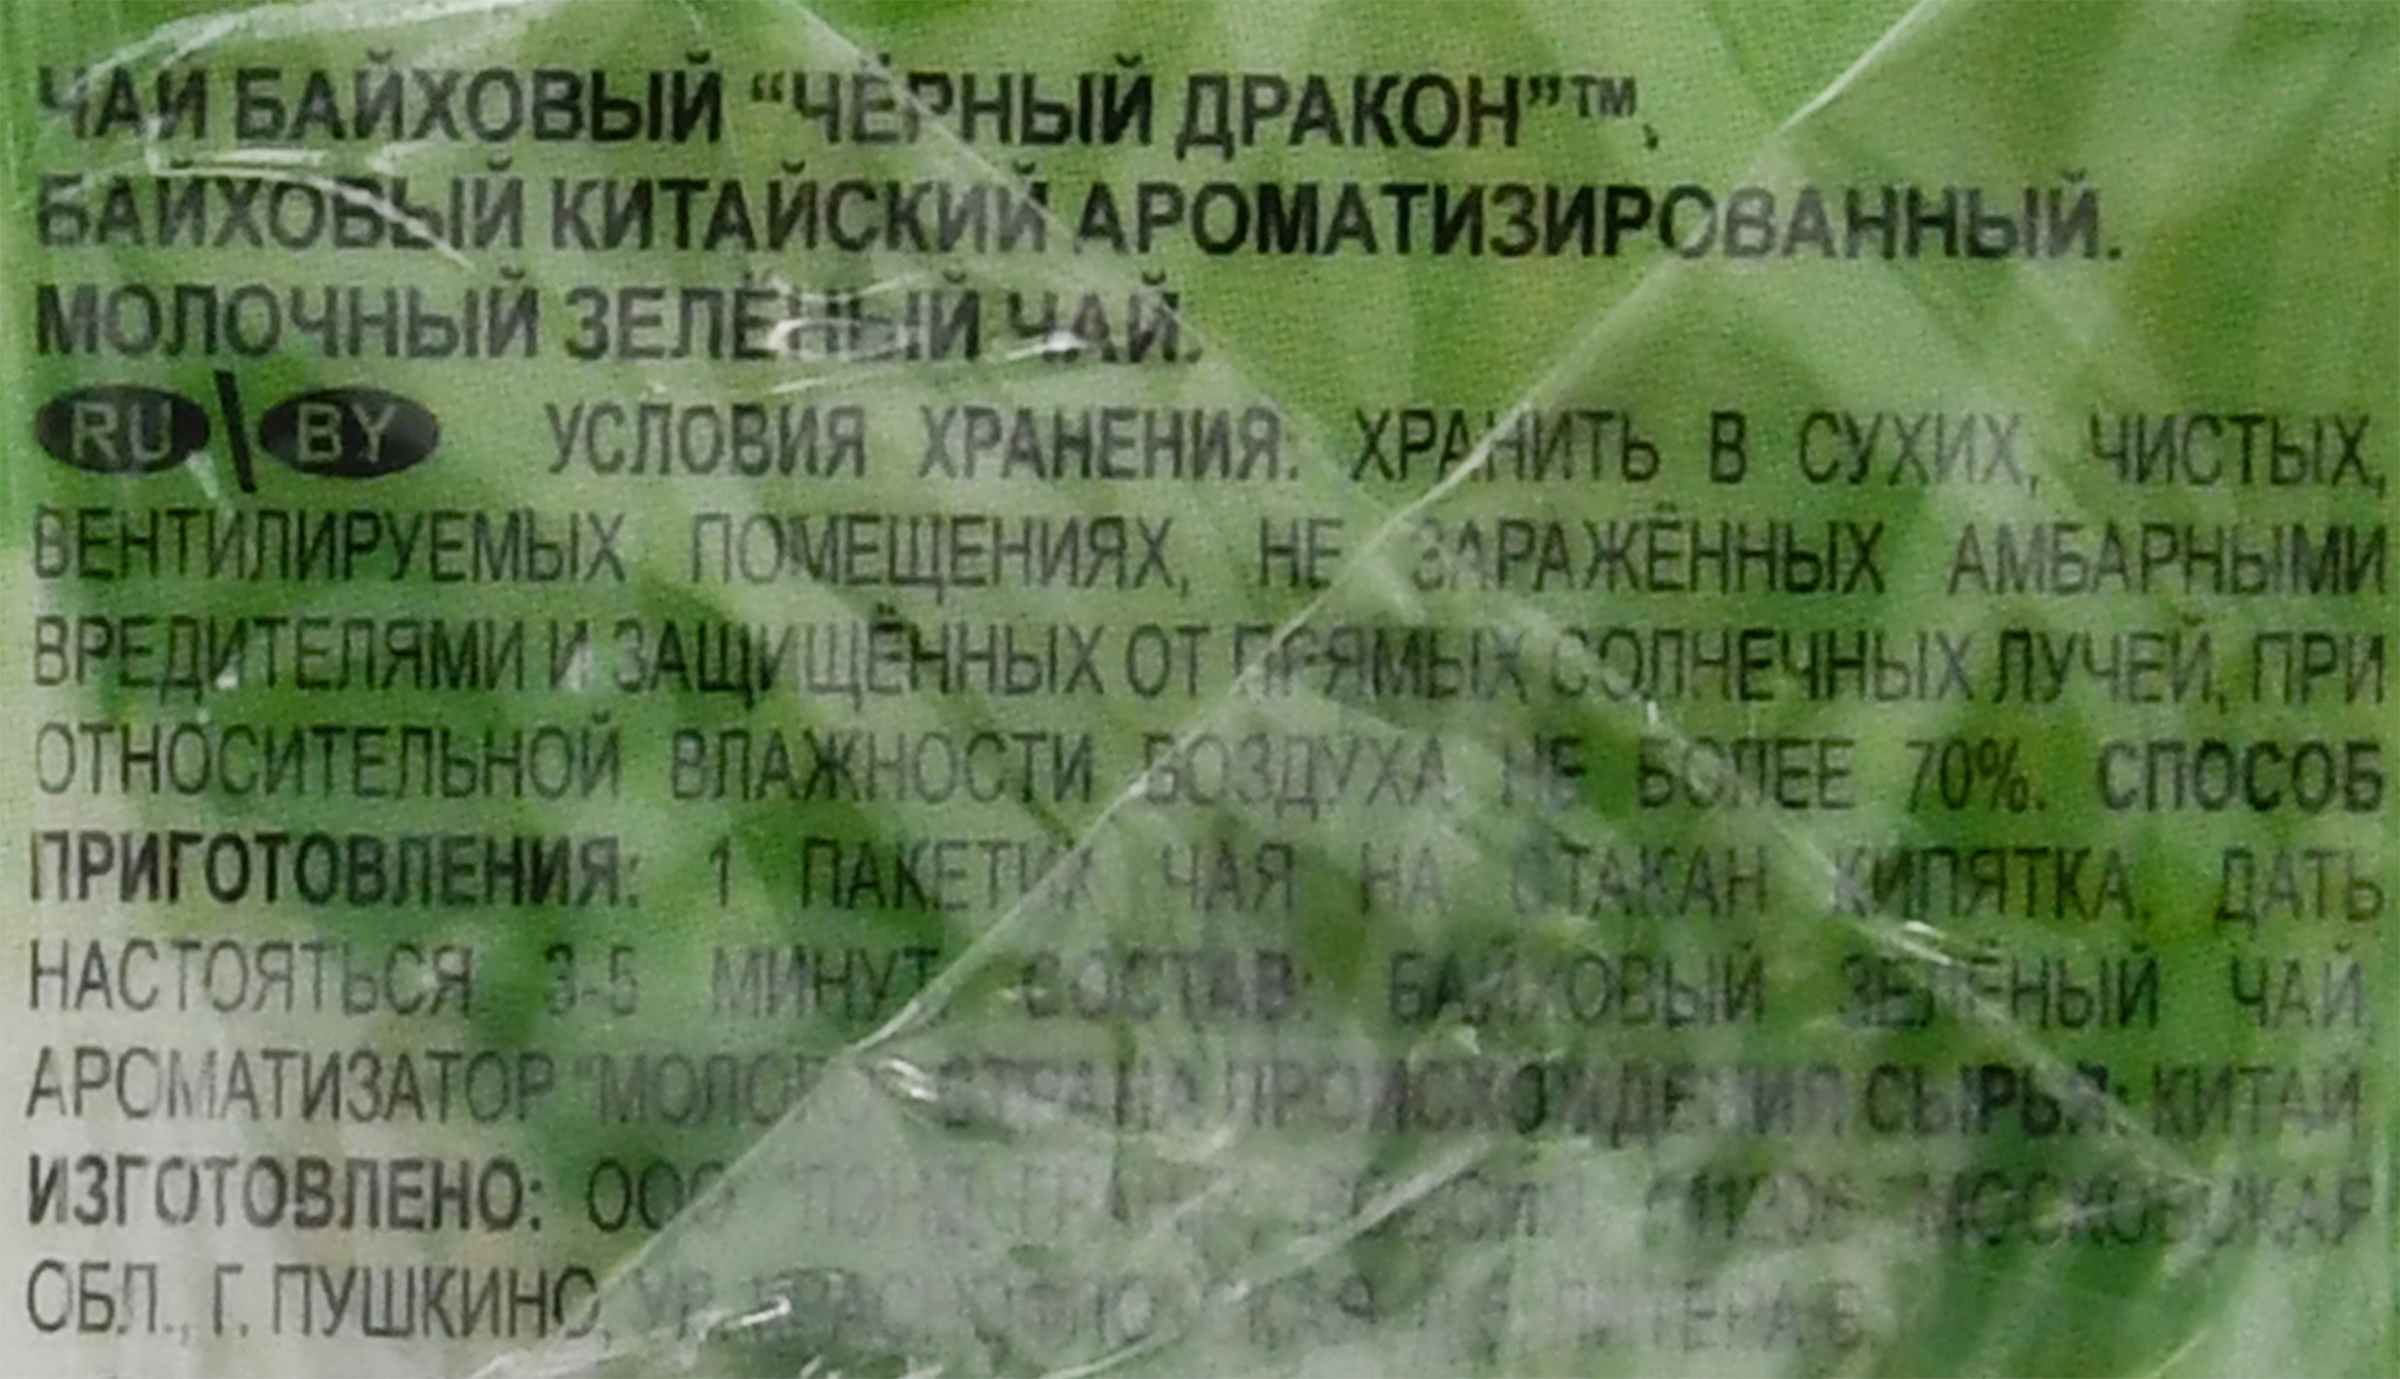 ЧАЙ БАЙХОВЫЙ “ЧЁРНЫЙ ДРАКОН”™,
БАЙХОВЫЙ КИТАЙСКИЙ АРОМАТИЗИРОВАННЫЙ.
МОЛОЧНЫЙ ЗЕЛЁНЫЙ ЧАЙ.
RU\BY УСЛОВИЯ ХРАНЕНИЯ. ХРАНИТЬ В СУХИХ, ЧИСТЫХ,
ВЕНТИЛИРУЕМЫХ ПОМЕЩЕНИЯХ, НЕ ЗАРАЖЁННЫХ АМБАРНЫМИ
ВРЕДИТЕЛЯМИ И ЗАЩИЩЁННЫХ ОТ ПРЯМЫХ СОЛНЕЧНЫХ ЛУЧЕЙ, ПРИ
ОТНОСИТЕЛЬНОЙ ВЛАЖНОСТИ ВОЗДУХА НЕ БОЛЕЕ 70%. СПОСОБ
ПРИГОТОВЛЕНИЯ: 1 ПАКЕТИК ЧАЯ НА СТАКАН КИПЯТКА, ДАТЬ
НАСТОЯТЬСЯ 3-5 МИНУТ. СОСТАВ: БАЙХОВЫЙ ЗЕЛЁНЫЙ ЧАЙ,
АРОМАТИЗАТОР "МОЛОКО". СТРАНА ПРОИСХОЖДЕНИЯ СЫРЬЯ: КИТАЙ.
ИЗГОТОВЛЕНО: ООО МОСКОВСКАЯ
ОБЛ., Г. ПУШКИНО,